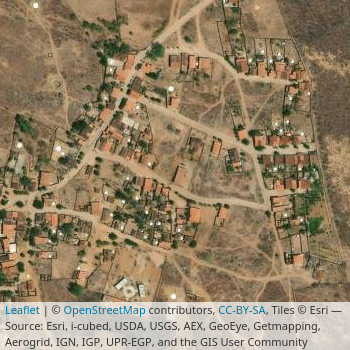 Leaflet | © OpenStreetMap contributors, CC-BY-SA, Tiles © Esri —
Source: Esri, i-cubed, USDA, USGS, AEX, GeoEye, Getmapping,
Aerogrid, IGN, IGP, UPR-EGP, and the GIS User Community